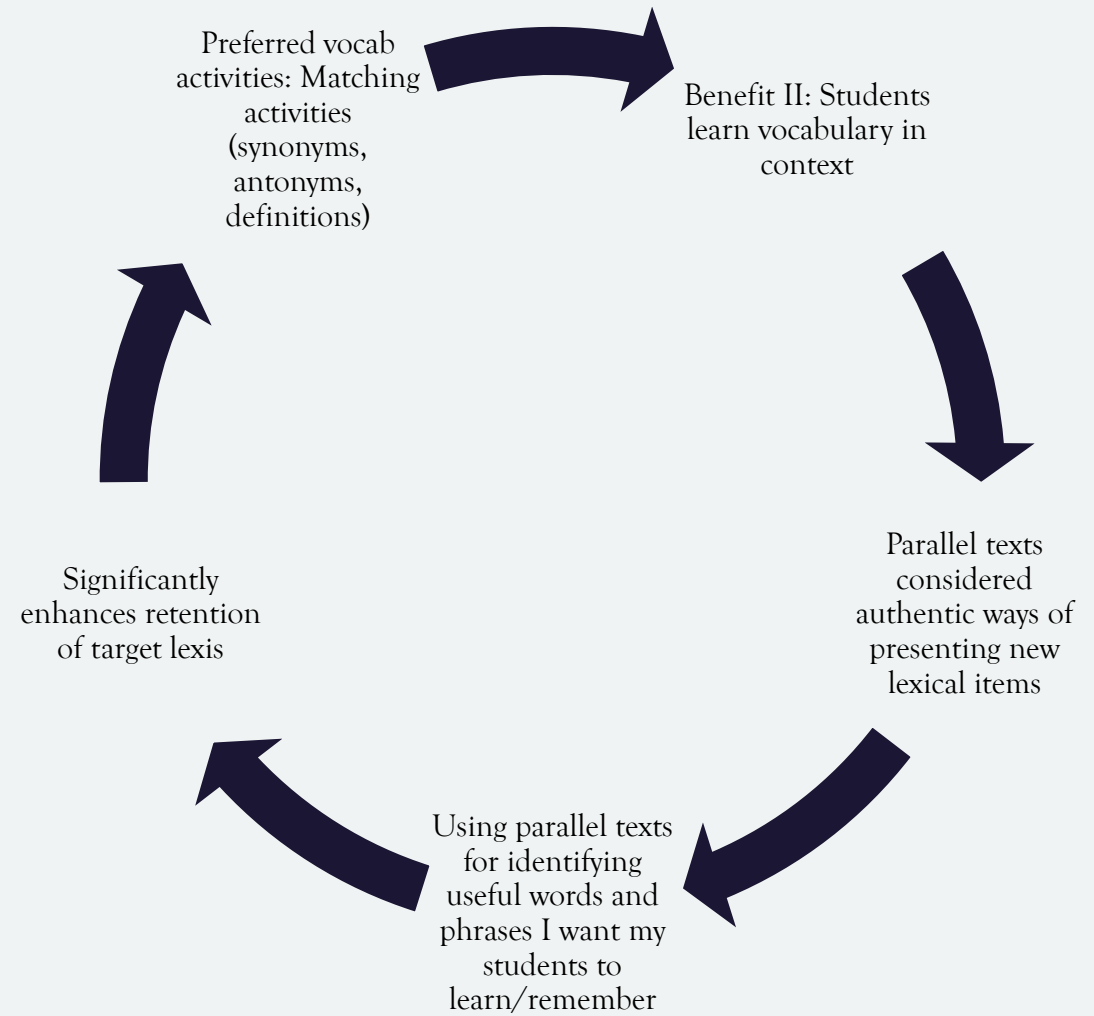 Preferred vocab
activities: Matching
activities
(synonyms,
antonyms,
definitions)
Benefit II: Students
learn vocabulary in
context
Parallel texts
considered
authentic ways of
presenting new
lexical items
Using parallel texts
for identifying
useful words and
phrases I want my
students to
learn/remember
Significantly
enhances retention
of target lexis